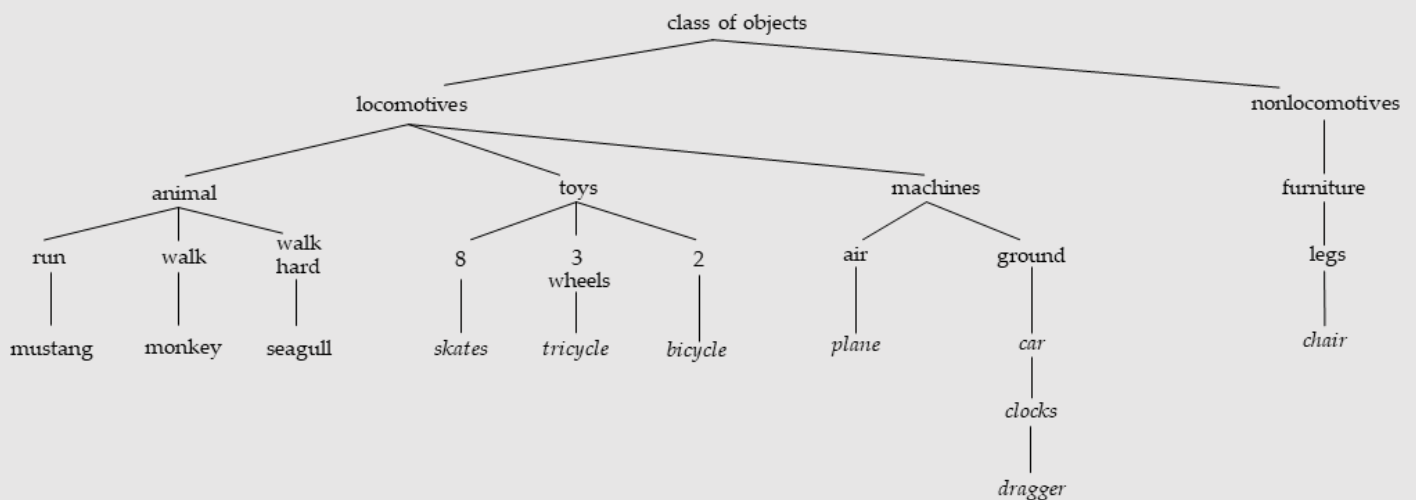 class of objects
locomotives nonlocomotives
animal toys machines furniture
run walk walk hard 8 3 wheels 2 air ground legs
mustang monkey seagull skates tricycle bicycle plane car chair
clocks
dragger